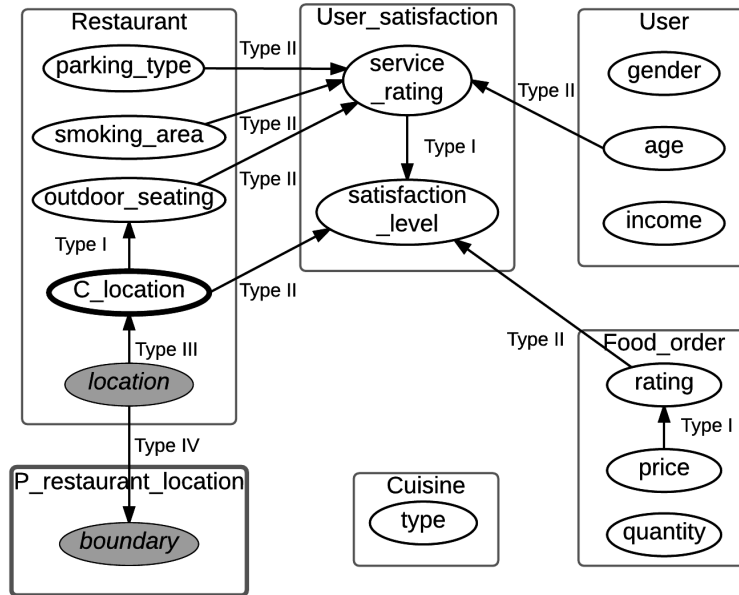 Restaurant
User_satisfaction
User
parking_type
Type II
service
_rating
gender
smoking_area
Type II
Type II
age
outdoor_seating
Type II
Type I
satisfaction
_level
income
Type I
C_location
Type II
Type III
location
Type II
Food_order
rating
Type I
price
quantity
Type IV
P_restaurant_location
boundary
Cuisine
type